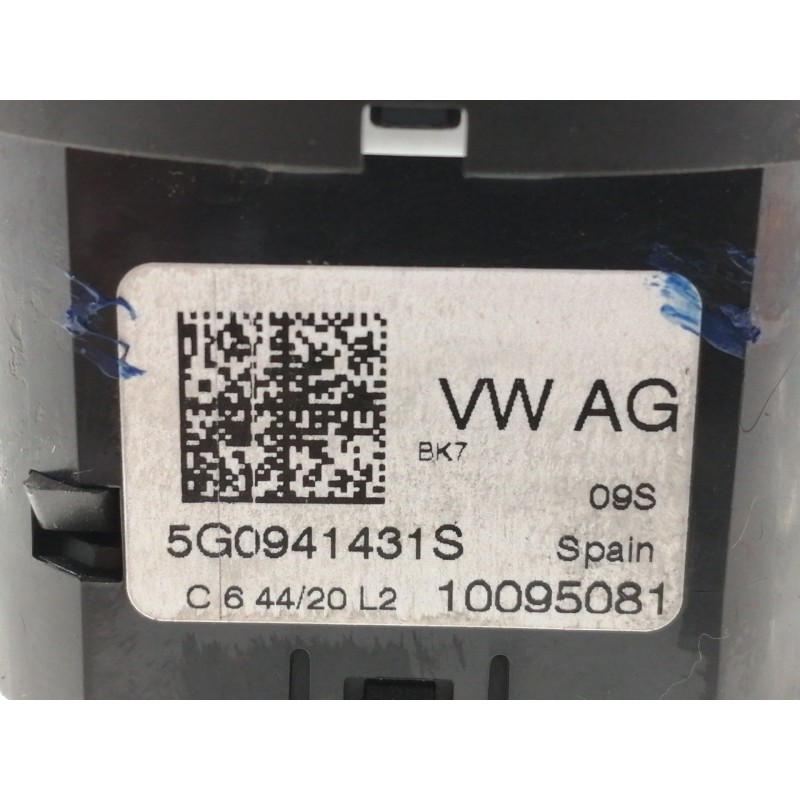 VW AG
BK7
09S
5G0941431S Spain
C 6 44/20 L2 10095081